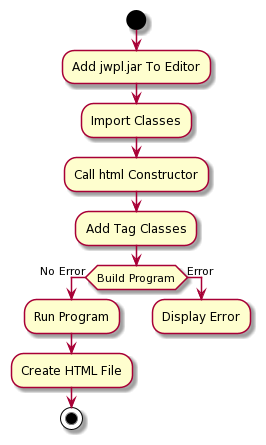 Add jwpl.jar To Editor
Import Classes
Call html Constructor
Add Tag Classes
No Error
Build Program
Error
Run Program
Display Error
Create HTML File